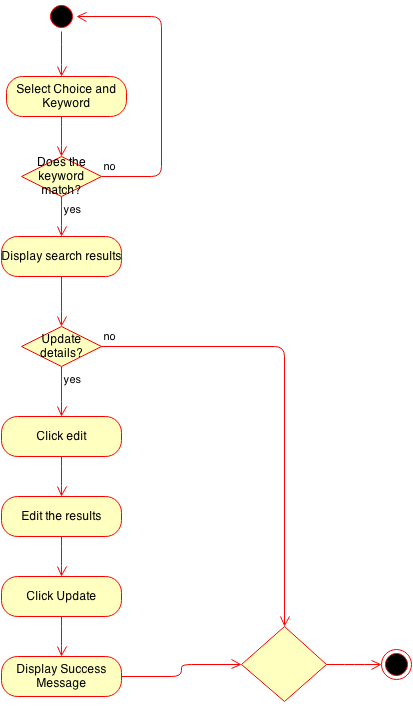 Select Choice and
Keyword
Does the
keyword
match?
no
yes
Display search results
Update
details?
no
yes
Click edit
Edit the results
Click Update
Display Success
Message